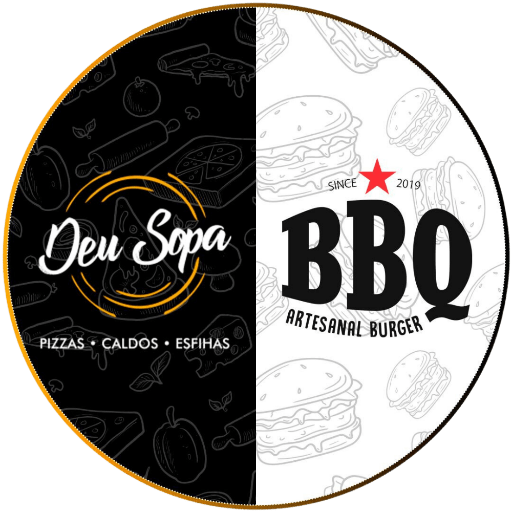 Deu Sopa
PIZZAS • CALDOS • ESFIHAS
SINCE 2019
BBQ
ARTESANAL BURGER